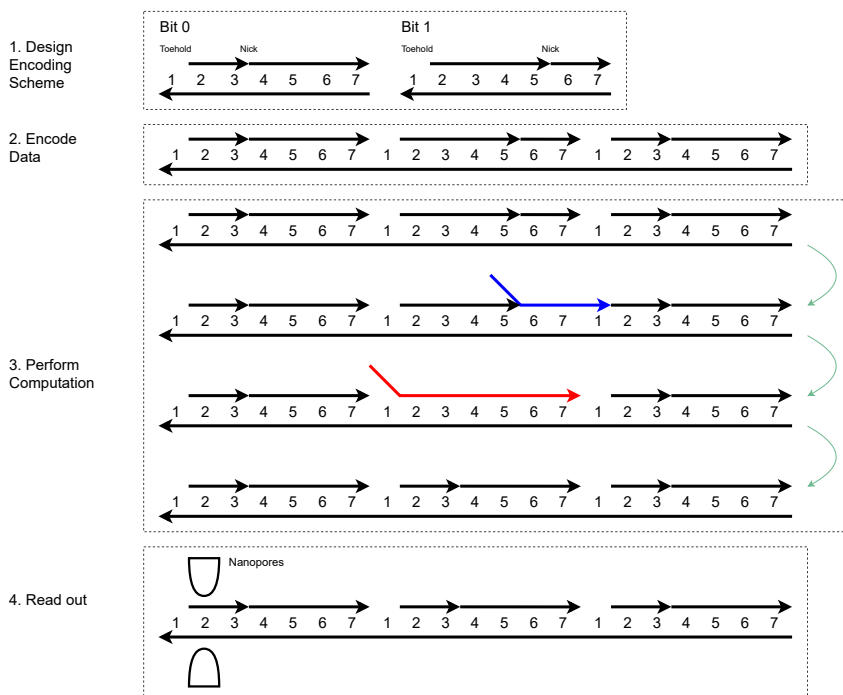 Bit 0 Bit 1
1. Design
Encoding
Scheme
Toehold Nick Toehold Nick
1 2 3 4 5 6 7 1 2 3 4 5 6 7
2. Encode
Data
1 2 3 4 5 6 7 1 2 3 4 5 6 7 1 2 3 4 5 6 7
3. Perform
Computation
1 2 3 4 5 6 7 1 2 3 4 5 6 7 1 2 3 4 5 6 7
1 2 3 4 5 6 7 1 2 3 4 5 6 7 1 2 3 4 5 6 7
1 2 3 4 5 6 7 1 2 3 4 5 6 7 1 2 3 4 5 6 7
1 2 3 4 5 6 7 1 2 3 4 5 6 7 1 2 3 4 5 6 7
4. Read out
Nanopores
1 2 3 4 5 6 7 1 2 3 4 5 6 7 1 2 3 4 5 6 7